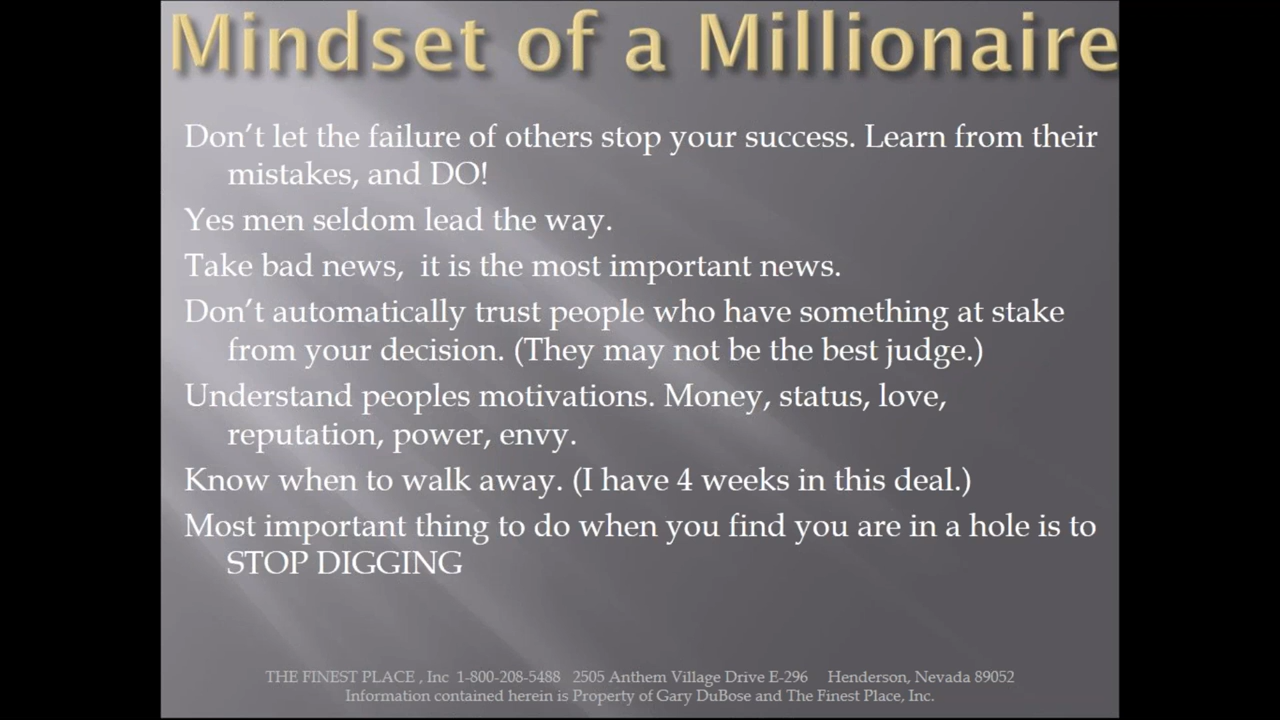 Mindset of a Millionaire
Don't let the failure of others stop your success. Learn from their
mistakes, and DO!
Yes men seldom lead the way.
Take bad news,  it is the most important news.
Don't automatically trust people who have something at stake
from your decision. (They may not be the best judge.)
Understand peoples motivations. Money, status, love,
reputation, power, envy.
Know when to walk away. (I have 4 weeks in this deal.)
Most important thing to do when you find you are in a hole is to
STOP DIGGING
THE FINEST PLACE , Inc  1-800-208-5488   2505 Anthem Village Drive E-296     Henderson, Nevada 89052
Information contained herein is Property of Gary DuBose and The Finest Place, Inc.